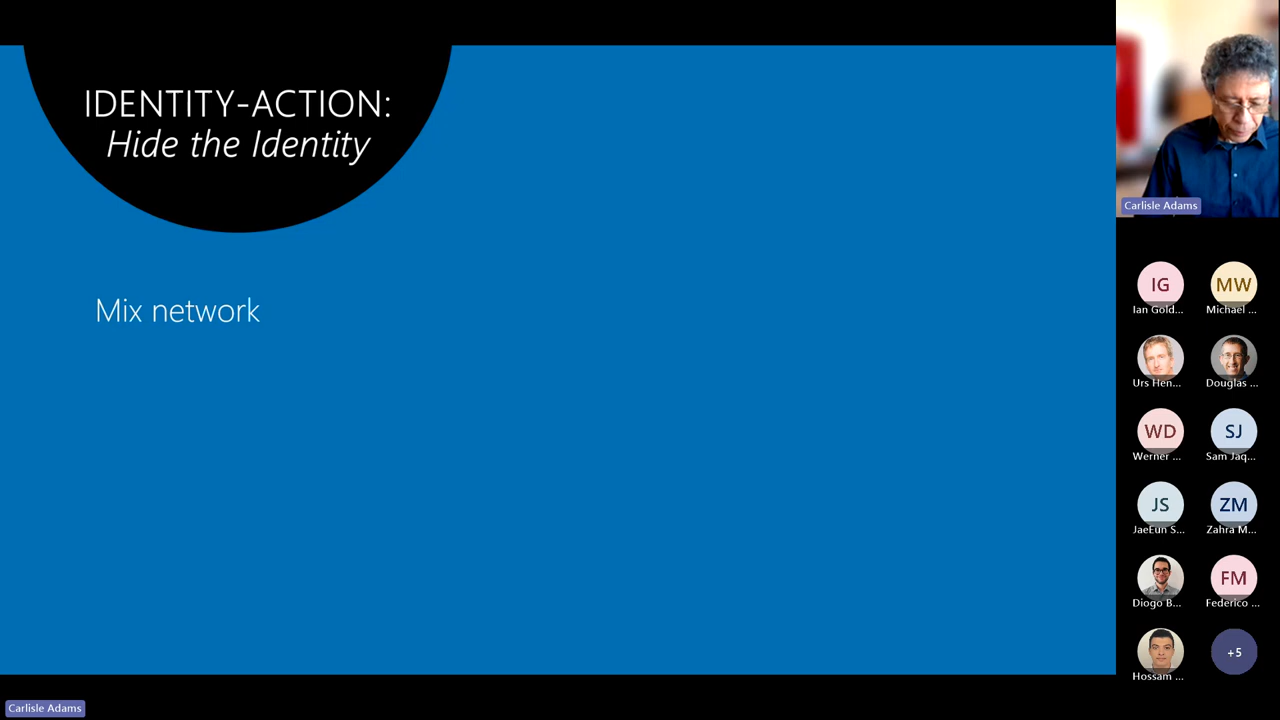 IDENTITY-ACTION:
Hide the Identity
Mix network
Carlisle Adams
IG
Ian Gold...
MW
Michael ...
Urs Hen...
Douglas ...
WD
Werner ...
SJ
Sam Jaq...
JS
JaeEun S...
ZM
Zahra M...
Diogo B...
FM
Federico ...
Hossam ...
+5
Carlisle Adams